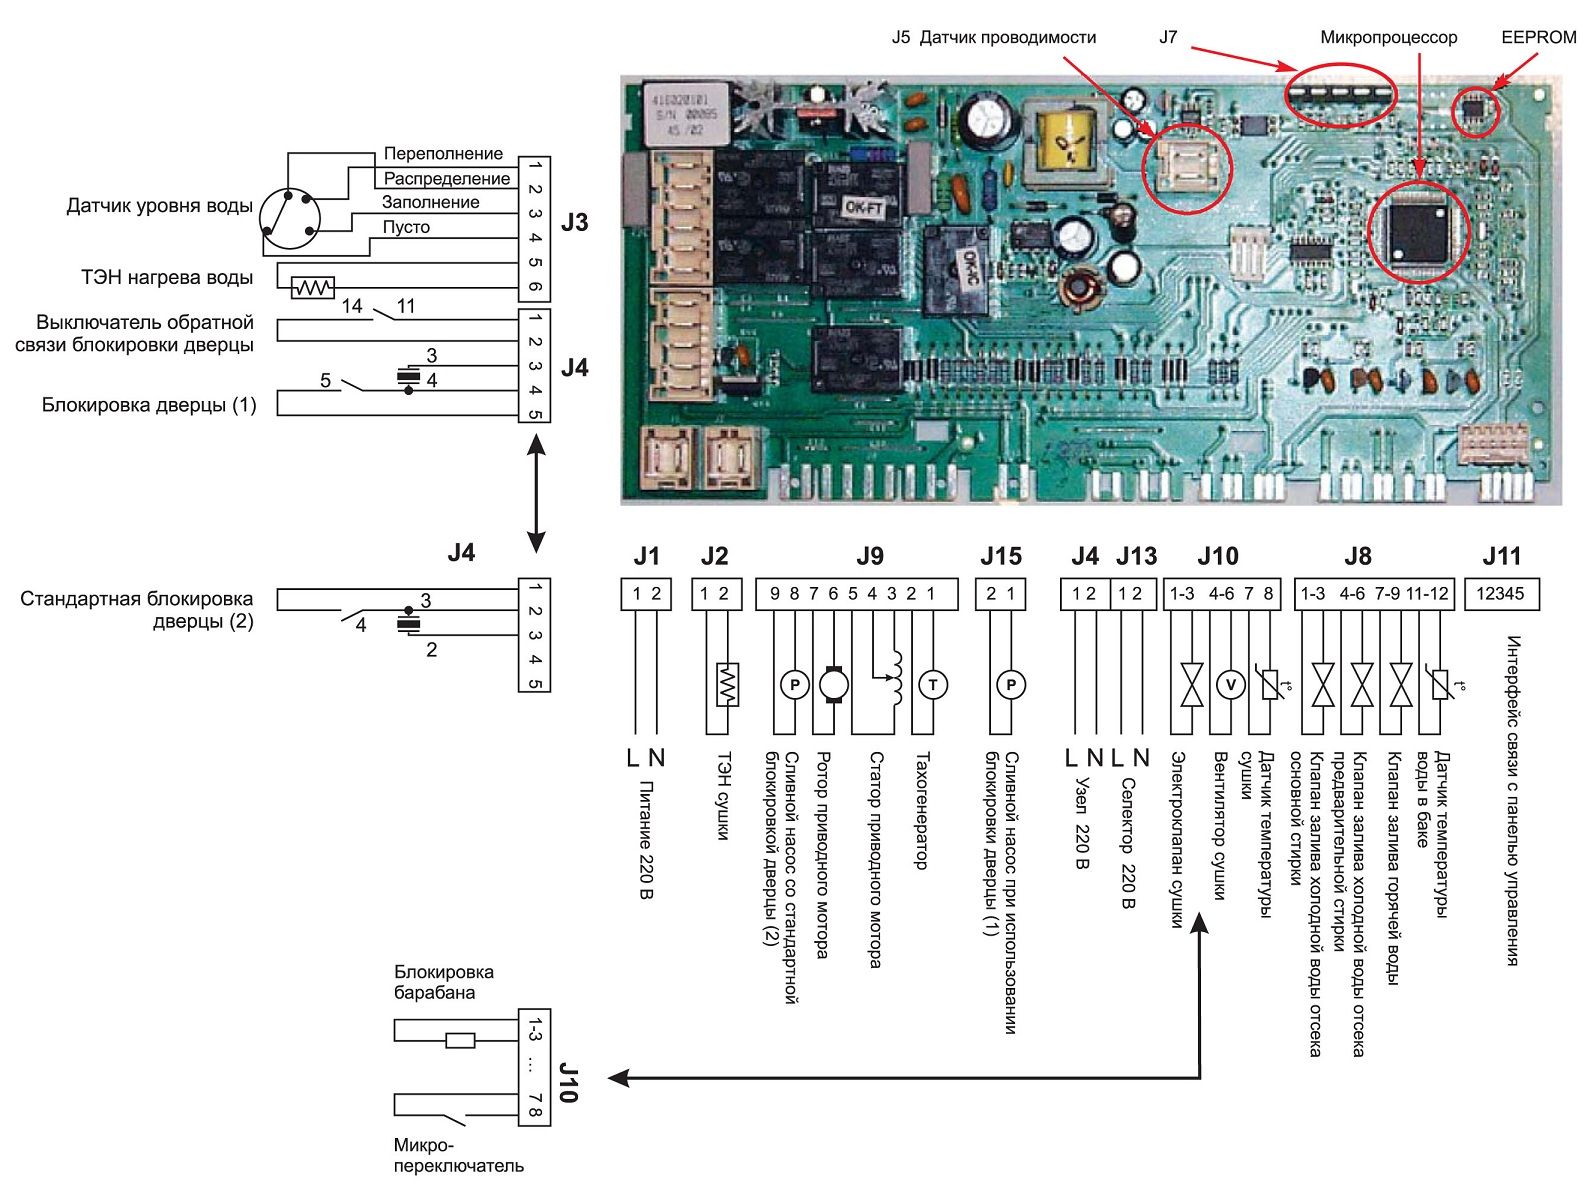 J5 Датчик проводимости
J7
Микропроцессор
EEPROM
416020101
S/N 00085
45/02
OK-FT
OK-IC
Датчик уровня воды
Переполнение
Распределение
Заполнение
Пусто
1
2
3
4
5
6
J3
ТЭН нагрева воды
Выключатель обратной
связи блокировки дверцы
14
11
Блокировка дверцы (1)
5
3
4
1
2
3
4
5
J4
J4
Стандартная блокировка
дверцы (2)
3
4
2
1
2
3
4
5
J1
1 2
L N
Питание 220 В
J2
1 2
ТЭН сушки
J9
9 8 7 6 5 4 3 2 1
P
T
Сливной насос со стандартной
блокировкой дверцы (2)
Ротор приводного мотора
Статор приводного мотора
Тахогенератор
J15
2 1
P
Сливной насос при использовании
блокировки дверцы (1)
J4
1 2
L N
Узел 220 В
J13
1 2
L N
Селектор 220 В
J10
1-3 4-6 7 8
V
t°
Электроклапан сушки
Вентилятор сушки
Датчик температуры
сушки
J8
1-3 4-6 7-9 11-12
t°
Клапан залива холодной воды отсека
основной стирки
Клапан залива холодной воды отсека
предварительной стирки
Клапан залива горячей воды
Датчик температуры
воды в баке
J11
12345
Интерфейс связи с панелью управления
Блокировка
барабана
1-3
...
7
8
J10
Микро-
переключатель